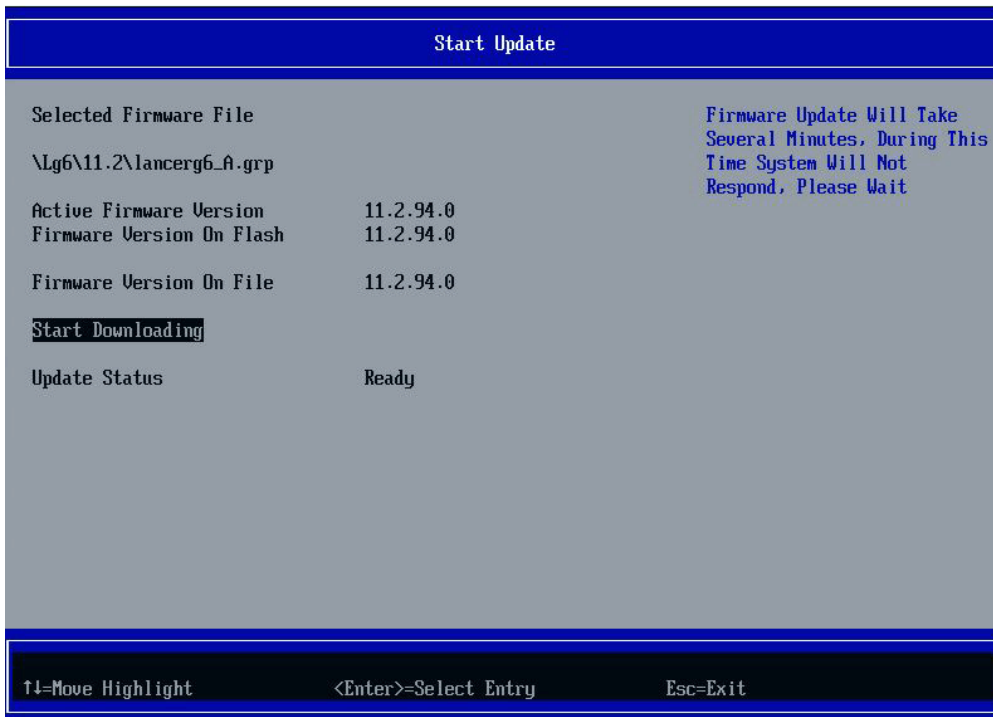 Start Update
Selected Firmware File
Firmware Update Will Take
Several Minutes, During This
\Lg6\11.2\lancerg6_A.grp
Time System Will Not
Respond, Please Wait
Active Firmware Version 11.2.94.0
Firmware Version On Flash 11.2.94.0
Firmware Version On File 11.2.94.0
Start Downloading
Update Status Ready
↑↓=Move Highlight <Enter>=Select Entry Esc=Exit